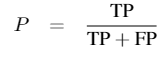 P = TP / (TP + FP)